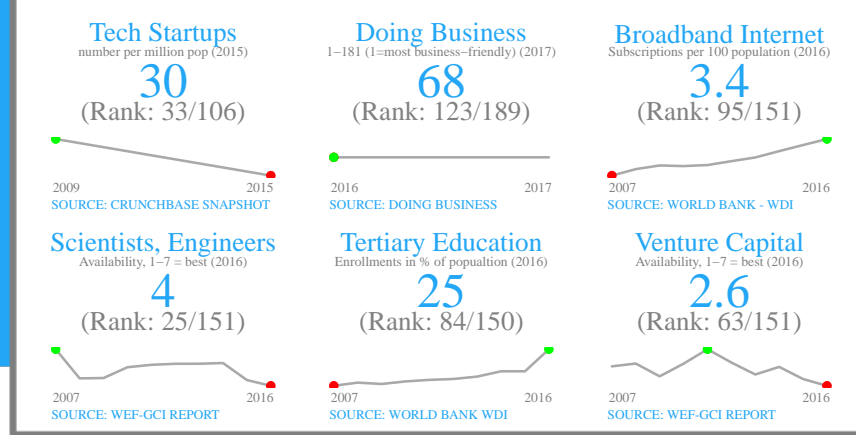 Tech Startups
number per million pop (2015)
30
(Rank: 33/106)
2009 2015
SOURCE: CRUNCHBASE SNAPSHOT
Doing Business
1−181 (1=most business−friendly) (2017)
68
(Rank: 123/189)
2016 2017
SOURCE: DOING BUSINESS
Broadband Internet
Subscriptions per 100 population (2016)
3.4
(Rank: 95/151)
2007 2016
SOURCE: WORLD BANK - WDI
Scientists, Engineers
Availability, 1−7 = best (2016)
4
(Rank: 25/151)
2007 2016
SOURCE: WEF-GCI REPORT
Tertiary Education
Enrollments in % of popualtion (2016)
25
(Rank: 84/150)
2007 2016
SOURCE: WORLD BANK WDI
Venture Capital
Availability, 1−7 = best (2016)
2.6
(Rank: 63/151)
2007 2016
SOURCE: WEF-GCI REPORT